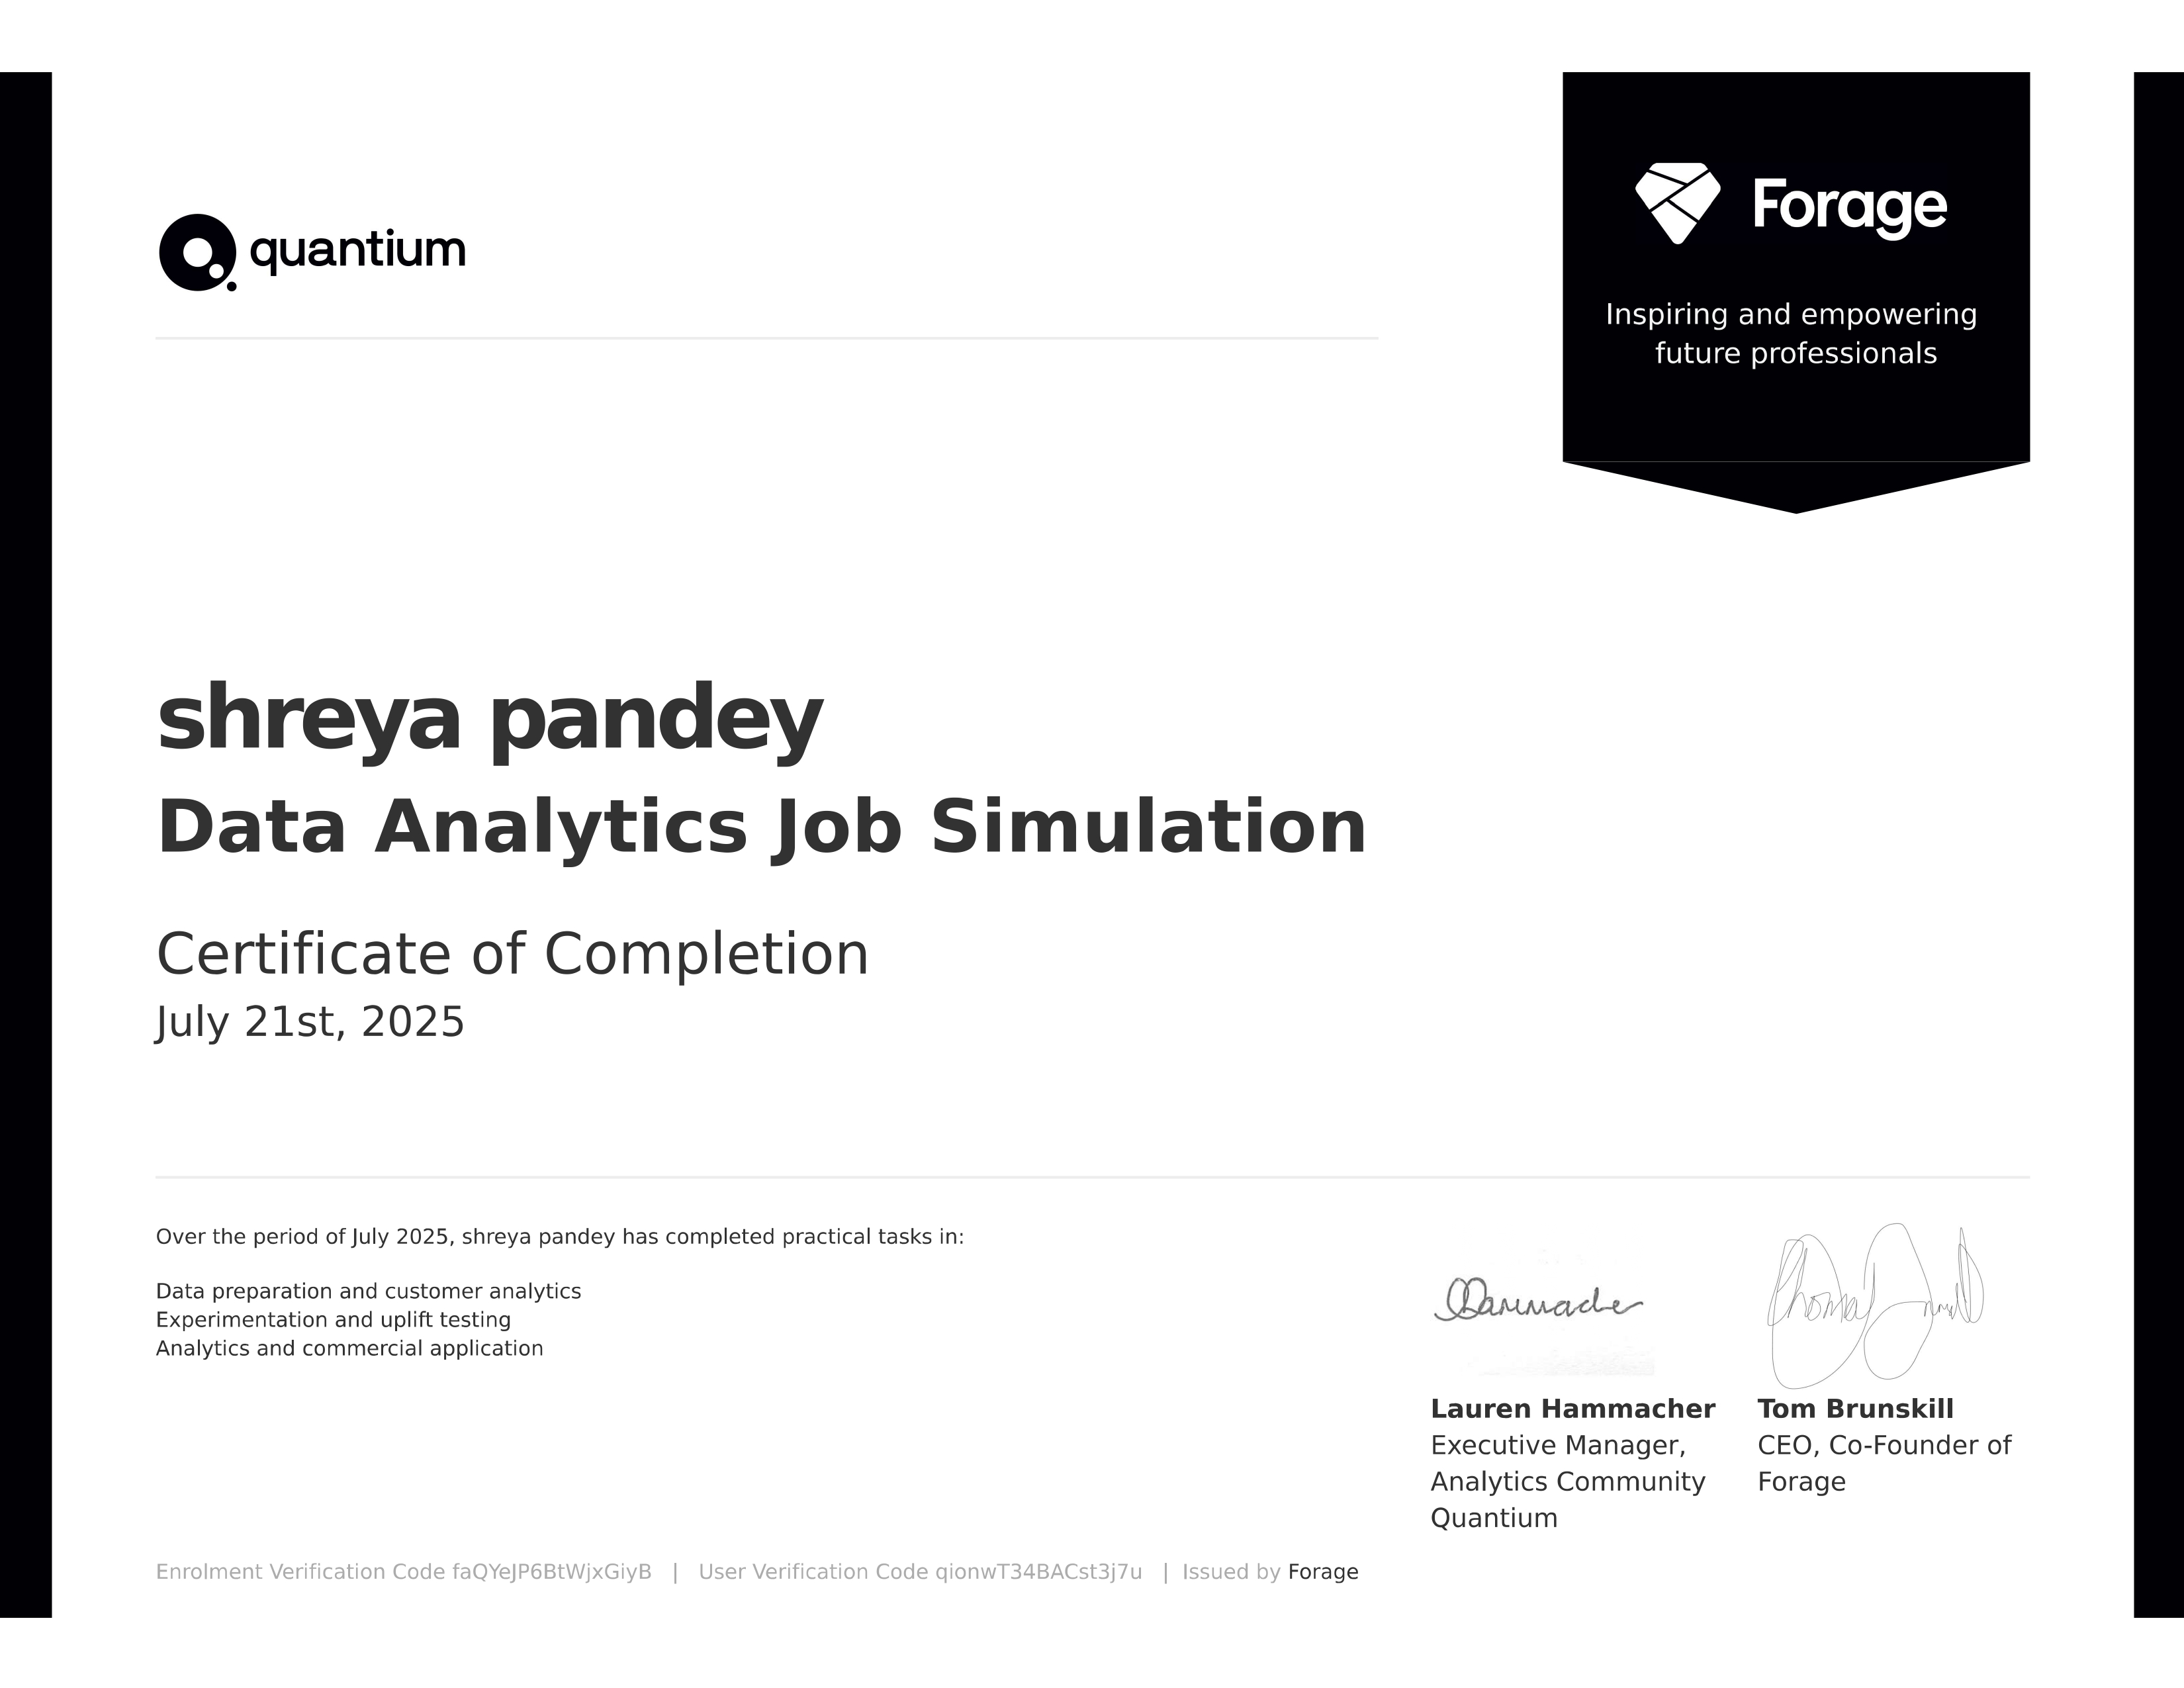 quantium
Forage
Inspiring and empowering
future professionals
shreya pandey
Data Analytics Job Simulation
Certificate of Completion
July 21st, 2025
Over the period of July 2025, shreya pandey has completed practical tasks in:
Data preparation and customer analytics
Experimentation and uplift testing
Analytics and commercial application
Lauren Hammacher
Executive Manager,
Analytics Community
Quantium
Tom Brunskill
CEO, Co-Founder of
Forage
Enrolment Verification Code faQYeJP6BtWjxGiyB | User Verification Code qionwT34BACst3j7u | Issued by Forage